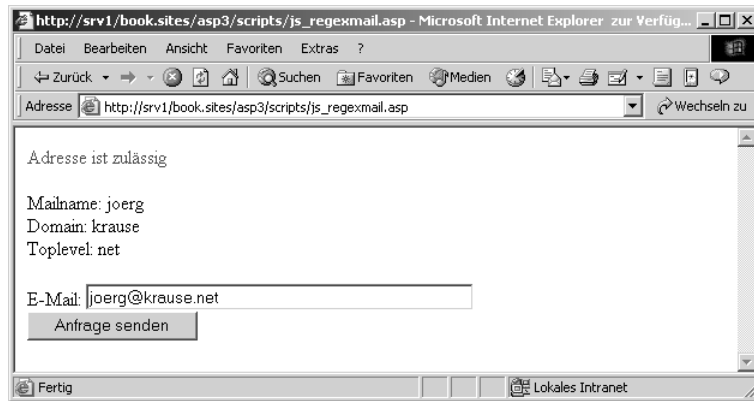 http://srv1/book.sites/asp3/scripts/js_regexmail.asp - Microsoft Internet Explorer zur Verfüg...
Datei Bearbeiten Ansicht Favoriten Extras ?
Zurück Suchen Favoriten Medien
Adresse http://srv1/book.sites/asp3/scripts/js_regexmail.asp Wechseln zu
Adresse ist zulässig
Mailname: joerg
Domain: krause
Toplevel: net
E-Mail: joerg@krause.net
Anfrage senden
Fertig Lokales Intranet